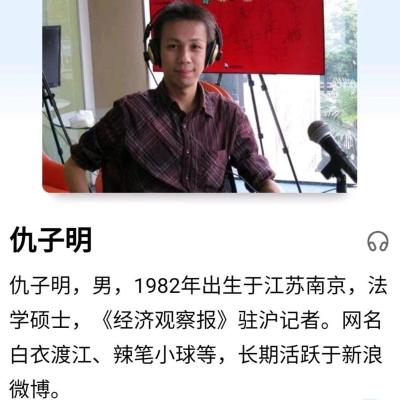 仇子明
仇子明，男，1982年出生于江苏南京，法
学硕士，《经济观察报》驻沪记者。网名
白衣渡江、辣笔小球等，长期活跃于新浪
微博。